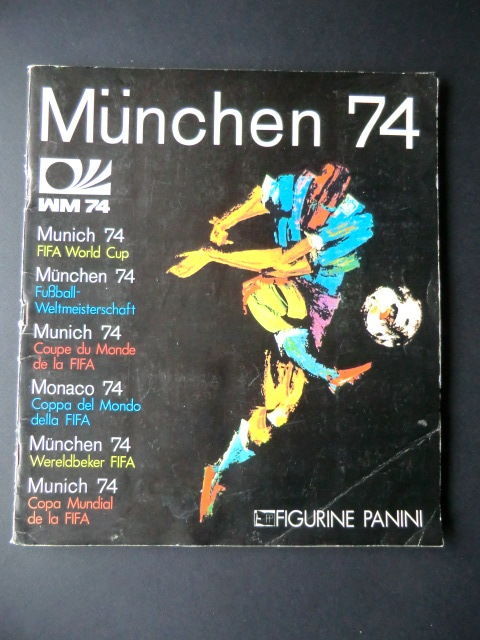 München 74
WM 74
Munich 74
FIFA World Cup
München 74
Fußball-
Weltmeisterschaft
Munich 74
Coupe du Monde
de la FIFA
Monaco 74
Coppa del Mondo
della FIFA
München 74
Wereldbeker FIFA
Munich 74
Copa Mundial
de la FIFA
FIGURINE PANINI